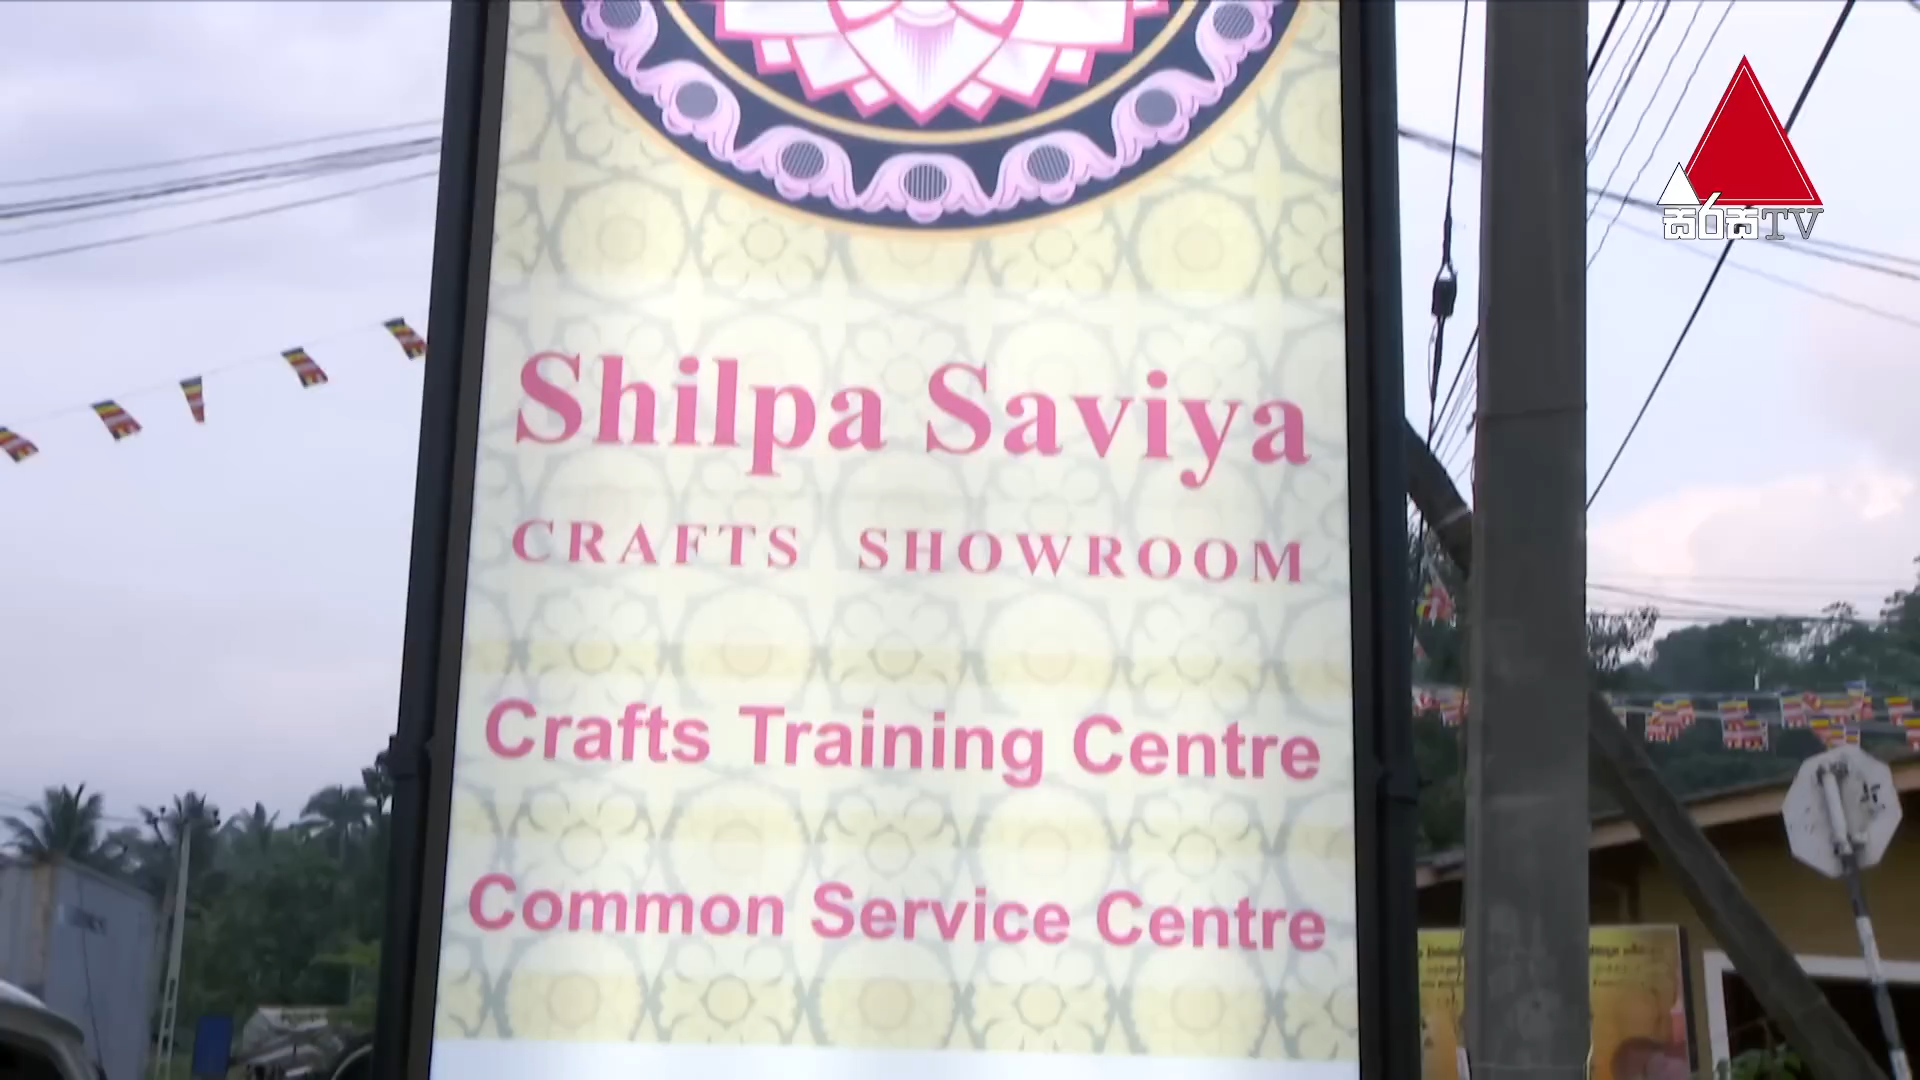 සිරස TV
Shilpa Saviya
CRAFTS SHOWROOM
Crafts Training Centre
Common Service Centre